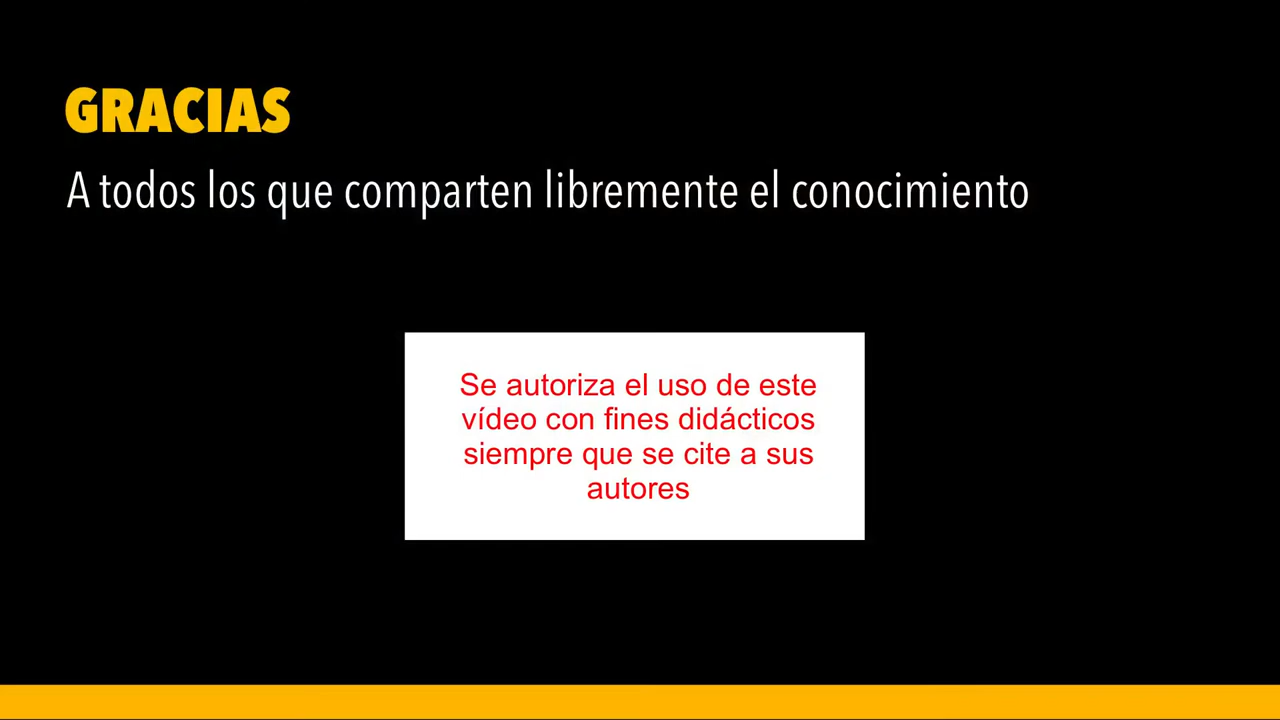 GRACIAS
A todos los que comparten libremente el conocimiento
Se autoriza el uso de este
vídeo con fines didácticos
siempre que se cite a sus
autores